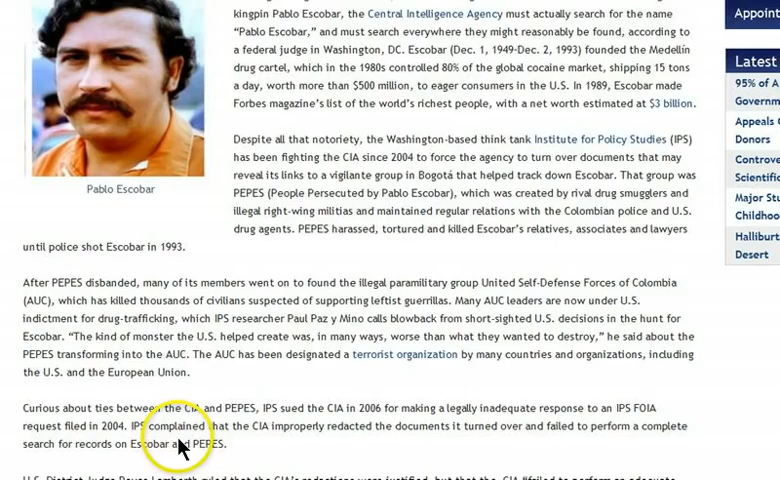 kingpin Pablo Escobar, the Central Intelligence Agency must actually search for the name
“Pablo Escobar,” and must search everywhere they might reasonably be found, according to
a federal judge in Washington, DC. Escobar (Dec. 1, 1949-Dec. 2, 1993) founded the Medellín
drug cartel, which in the 1980s controlled 80% of the global cocaine market, shipping 15 tons
a day, worth more than $500 million, to eager consumers in the U.S. In 1989, Escobar made
Forbes magazine’s list of the world’s richest people, with a net worth estimated at $3 billion.
Despite all that notoriety, the Washington-based think tank Institute for Policy Studies (IPS)
has been fighting the CIA since 2004 to force the agency to turn over documents that may
reveal its links to a vigilante group in Bogotá that helped track down Escobar. That group was
PEPES (People Persecuted by Pablo Escobar), which was created by rival drug smugglers and
illegal right-wing militias and maintained regular relations with the Colombian police and U.S.
drug agents. PEPES harassed, tortured and killed Escobar’s relatives, associates and lawyers
until police shot Escobar in 1993.
Pablo Escobar
After PEPES disbanded, many of its members went on to found the illegal paramilitary group United Self-Defense Forces of Colombia
(AUC), which has killed thousands of civilians suspected of supporting leftist guerrillas. Many AUC leaders are now under U.S.
indictment for drug-trafficking, which IPS researcher Paul Paz y Mino calls blowback from short-sighted U.S. decisions in the hunt for
Escobar. “The kind of monster the U.S. helped create was, in many ways, worse than what they wanted to destroy,” he said about the
PEPES transforming into the AUC. The AUC has been designated a terrorist organization by many countries and organizations, including
the U.S. and the European Union.
Curious about ties between the CIA and PEPES, IPS sued the CIA in 2006 for making a legally inadequate response to an IPS FOIA
request filed in 2004. IPS complained that the CIA improperly redacted the documents it turned over and failed to perform a complete
search for records on Escobar and PEPES.
U.S. District Judge Royce Lamberth ruled that the CIA’s redactions were justified, but that the CIA “failed to perform an adequate
Appoint
Latest
95% of A
Governm
Appeals C
Donors
Controve
Scientific
Major Stu
Childhoo
Halliburt
Desert